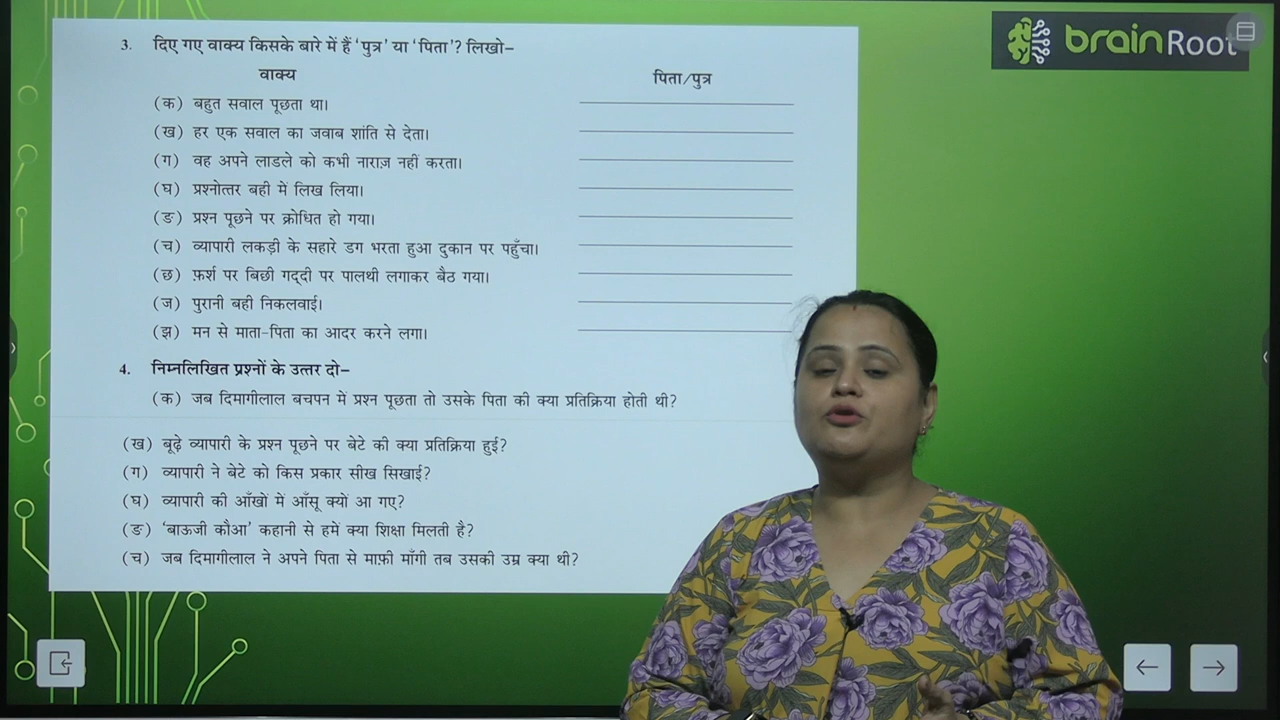 brainRoot
3. दिए गए वाक्य किसके बारे में हैं 'पुत्र' या 'पिता'? लिखो–
वाक्य पिता/पुत्र
(क) बहुत सवाल पूछता था।
(ख) हर एक सवाल का जवाब शांति से देता।
(ग) वह अपने लाडले को कभी नाराज़ नहीं करता।
(घ) प्रश्नोत्तर बही में लिख लिया।
(ङ) प्रश्न पूछने पर क्रोधित हो गया।
(च) व्यापारी लकड़ी के सहारे डग भरता हुआ दुकान पर पहुँचा।
(छ) फ़र्श पर बिछी गद्दी पर पालथी लगाकर बैठ गया।
(ज) पुरानी बही निकलवाई।
(झ) मन से माता-पिता का आदर करने लगा।
4. निम्नलिखित प्रश्नों के उत्तर दो–
(क) जब दिमागीलाल बचपन में प्रश्न पूछता तो उसके पिता की क्या प्रतिक्रिया होती थी?
(ख) बूढ़े व्यापारी के प्रश्न पूछने पर बेटे की क्या प्रतिक्रिया हुई?
(ग) व्यापारी ने बेटे को किस प्रकार सीख सिखाई?
(घ) व्यापारी की आँखों में आँसू क्यों आ गए?
(ङ) 'बाऊजी कौआ' कहानी से हमें क्या शिक्षा मिलती है?
(च) जब दिमागीलाल ने अपने पिता से माफ़ी माँगी तब उसकी उम्र क्या थी?